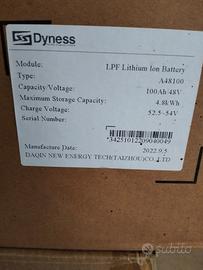 Dyness
Module: LPF Lithium Ion Battery
Type: A48100
Capacity/Voltage: 100Ah/48V
Maximum Storage Capacity: 4.8kWh
Charge Voltage: 52.5~54V
Serial Number:
*3425101220904004９*
Manufacture Date: 2022.9.5
DAQIN NEW ENERGY TECH(TAIZHOU)CO.,LTD
subito